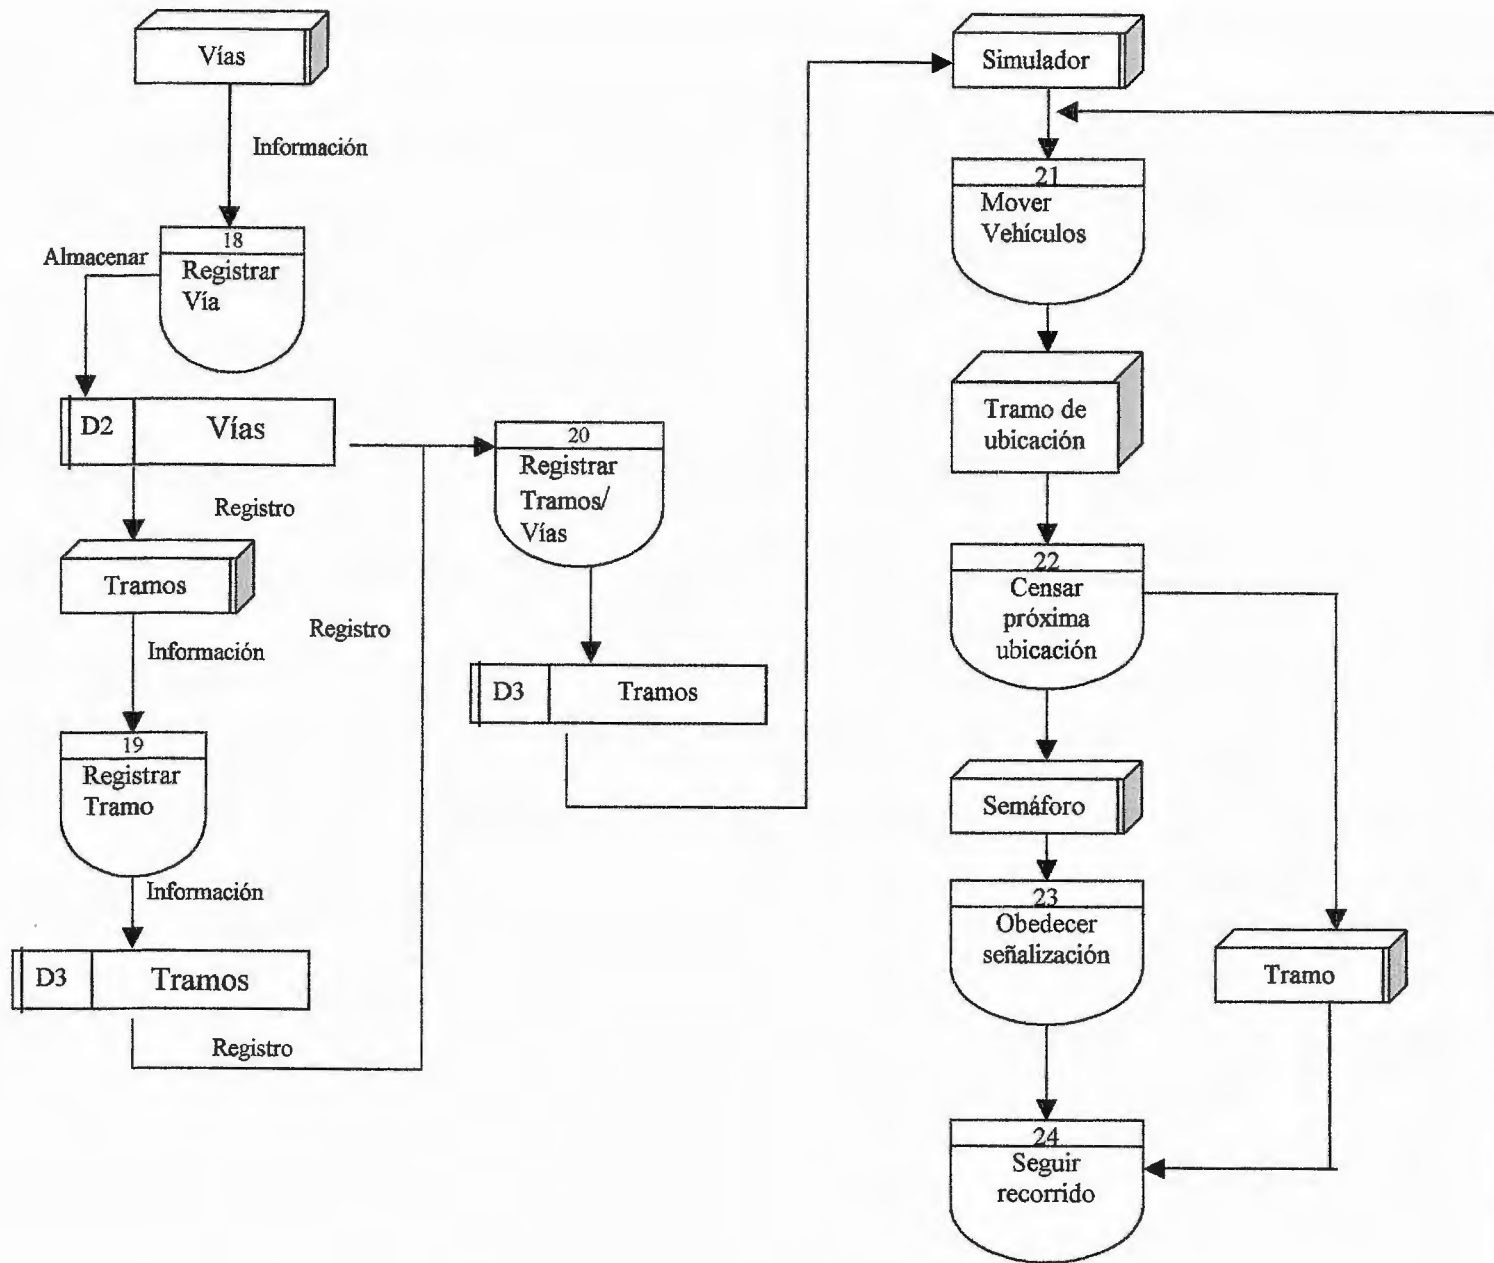 Vías
Información
18
Almacenar
Registrar
Vía
D2
Vías
Registro
Tramos
Información
19
Registrar
Tramo
Información
D3
Tramos
Registro
20
Registrar
Tramos/
Vías
Registro
D3
Tramos
Simulador
21
Mover
Vehículos
Tramo de
ubicación
22
Censar
próxima
ubicación
Semáforo
23
Obedecer
señalización
Tramo
24
Seguir
recorrido